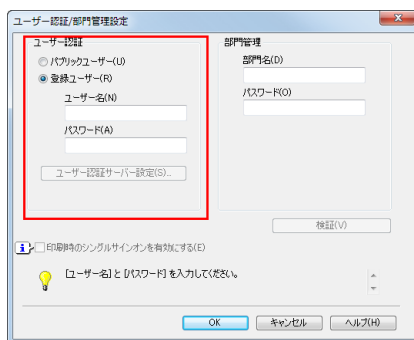 ユーザー認証/部門管理設定
ユーザー認証
パブリックユーザー(U)
登録ユーザー(R)
ユーザー名(N)
パスワード(A)
ユーザー認証サーバー設定(S)...
部門管理
部門名(D)
パスワード(O)
検証(V)
印刷時のシングルサインオンを有効にする(E)
[ユーザー名]と[パスワード]を入力してください。
OK
キャンセル
ヘルプ(H)